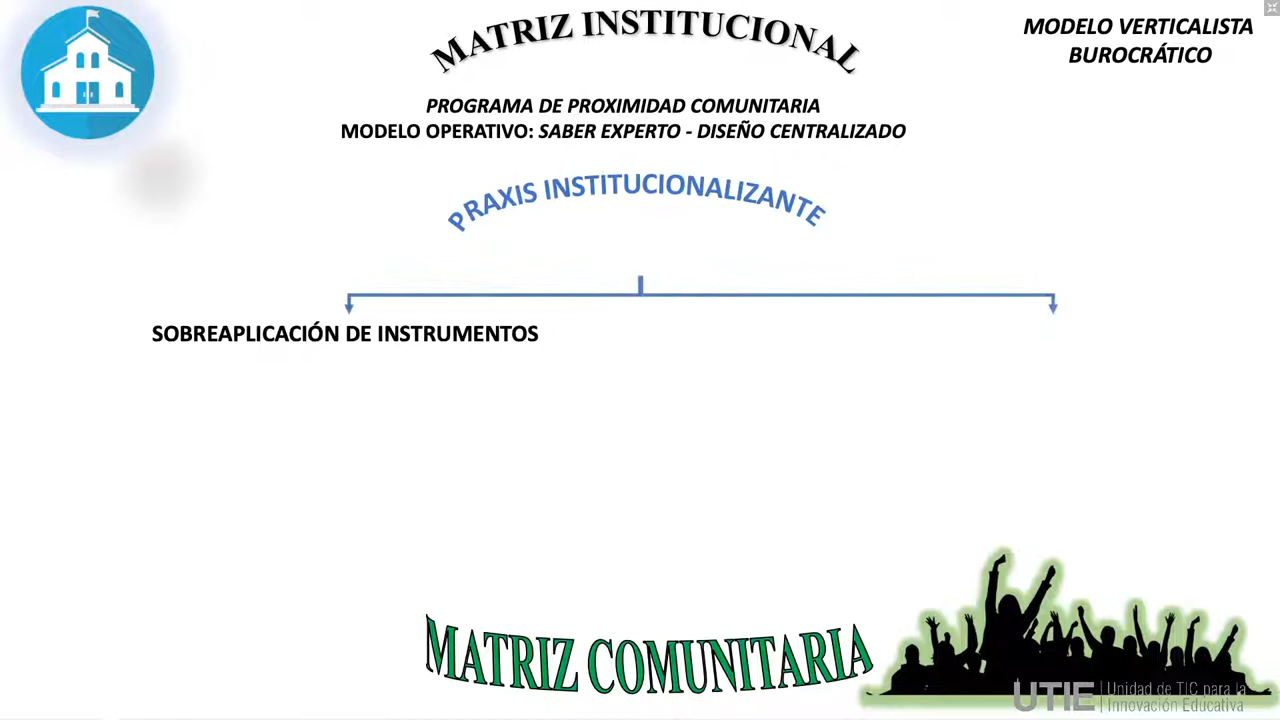 MATRIZ INSTITUCIONAL
MODELO VERTICALISTA
BUROCRÁTICO
PROGRAMA DE PROXIMIDAD COMUNITARIA
MODELO OPERATIVO: SABER EXPERTO - DISEÑO CENTRALIZADO
PRAXIS INSTITUCIONALIZANTE
SOBREAPLICACIÓN DE INSTRUMENTOS
MATRIZ COMUNITARIA
UTIE
Unidad de TIC para la
Innovación Educativa